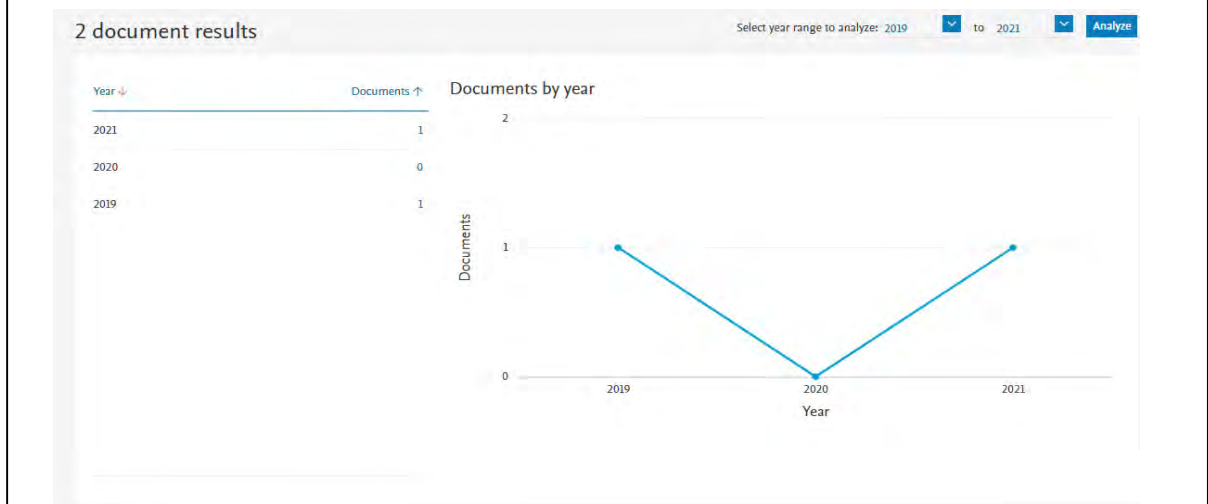 2 document results
Select year range to analyze: 2019 to 2021 Analyze
Year ↓ Documents ↑
2021 1
2020 0
2019 1
Documents by year
2
1
0
Documents
2019 2020 2021
Year